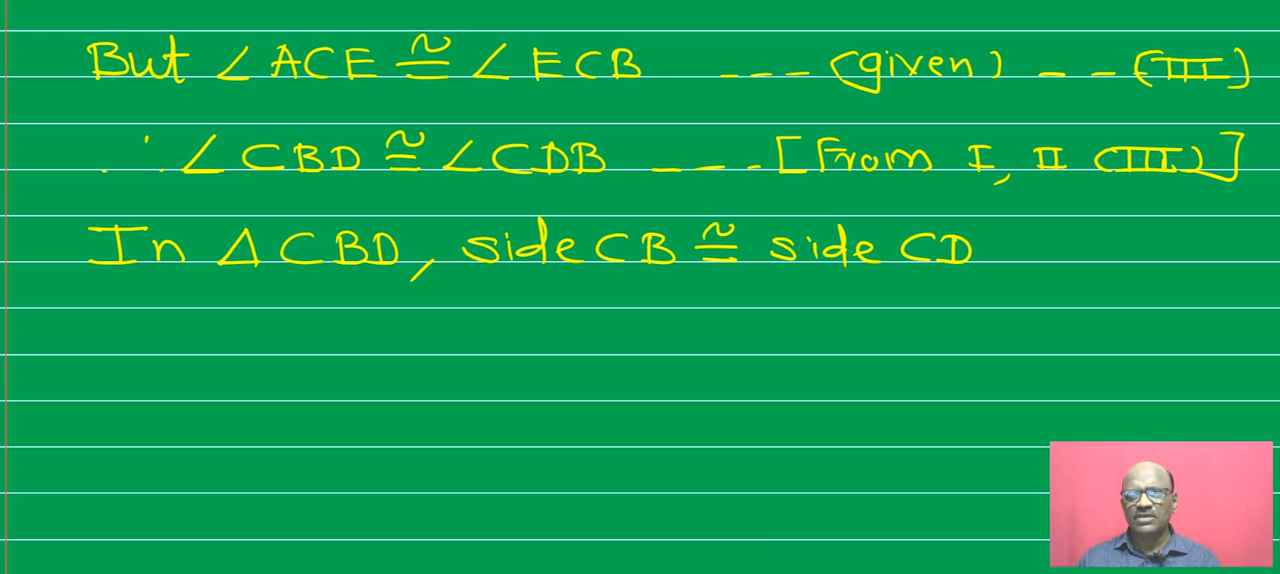 But ∠ACE ≅ ∠ECB --- (given) -- (III)
∴ ∠CBD ≅ ∠CDB ---- [From I, II (III)]
In △CBD, side CB ≅ side CD